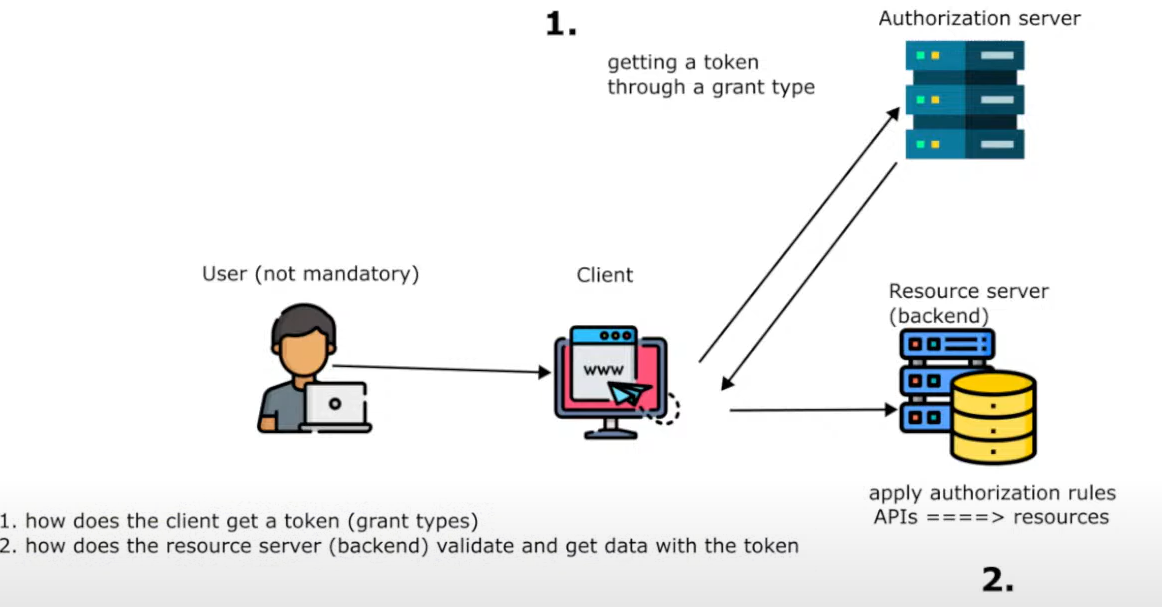 1.
Authorization server
getting a token
through a grant type
User (not mandatory)
Client
Resource server
(backend)
www
apply authorization rules
APIs ====> resources
1. how does the client get a token (grant types)
2. how does the resource server (backend) validate and get data with the token
2.